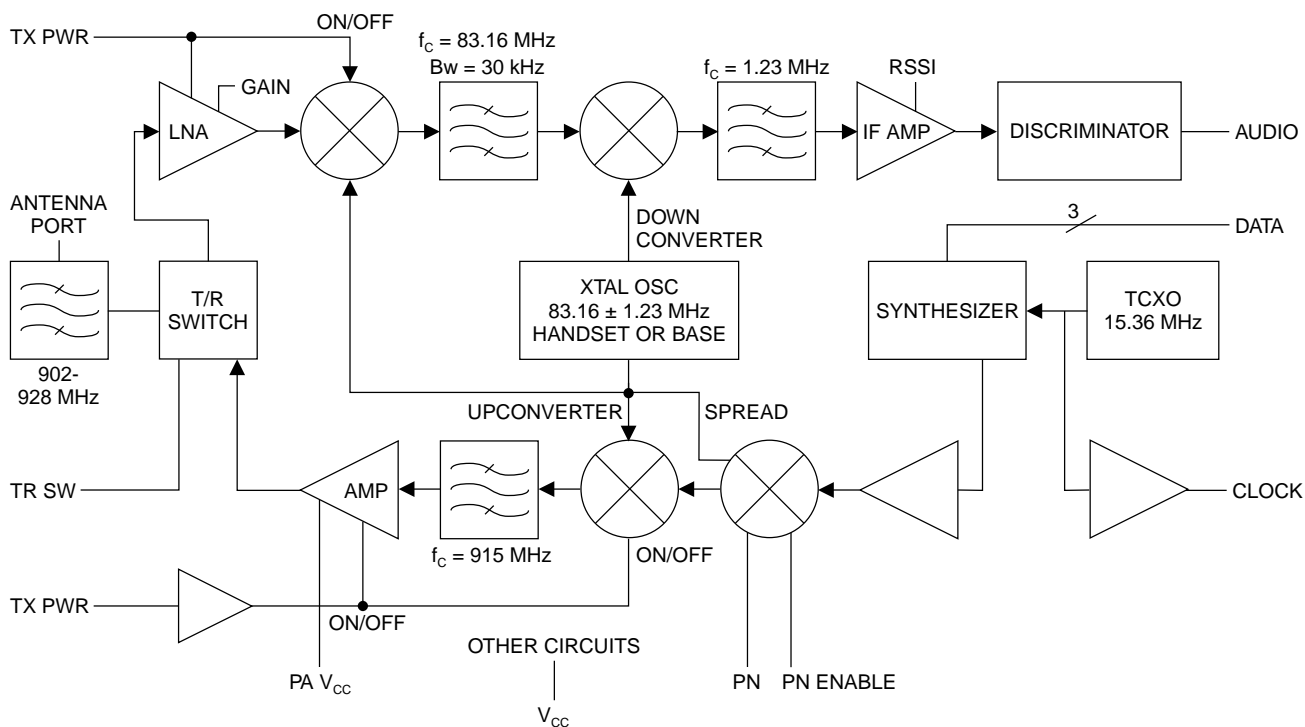 TX PWR
ON/OFF
f_C = 83.16 MHz
Bw = 30 kHz
f_C = 1.23 MHz
RSSI
GAIN
LNA
IF AMP
DISCRIMINATOR
AUDIO
ANTENNA
PORT
DOWN
CONVERTER
3
DATA
T/R
SWITCH
XTAL OSC
83.16 ± 1.23 MHz
HANDSET OR BASE
SYNTHESIZER
TCXO
15.36 MHz
902-
928 MHz
UPCONVERTER
SPREAD
TR SW
AMP
CLOCK
f_C = 915 MHz
ON/OFF
TX PWR
ON/OFF
OTHER CIRCUITS
PA V_CC
V_CC
PN
PN ENABLE